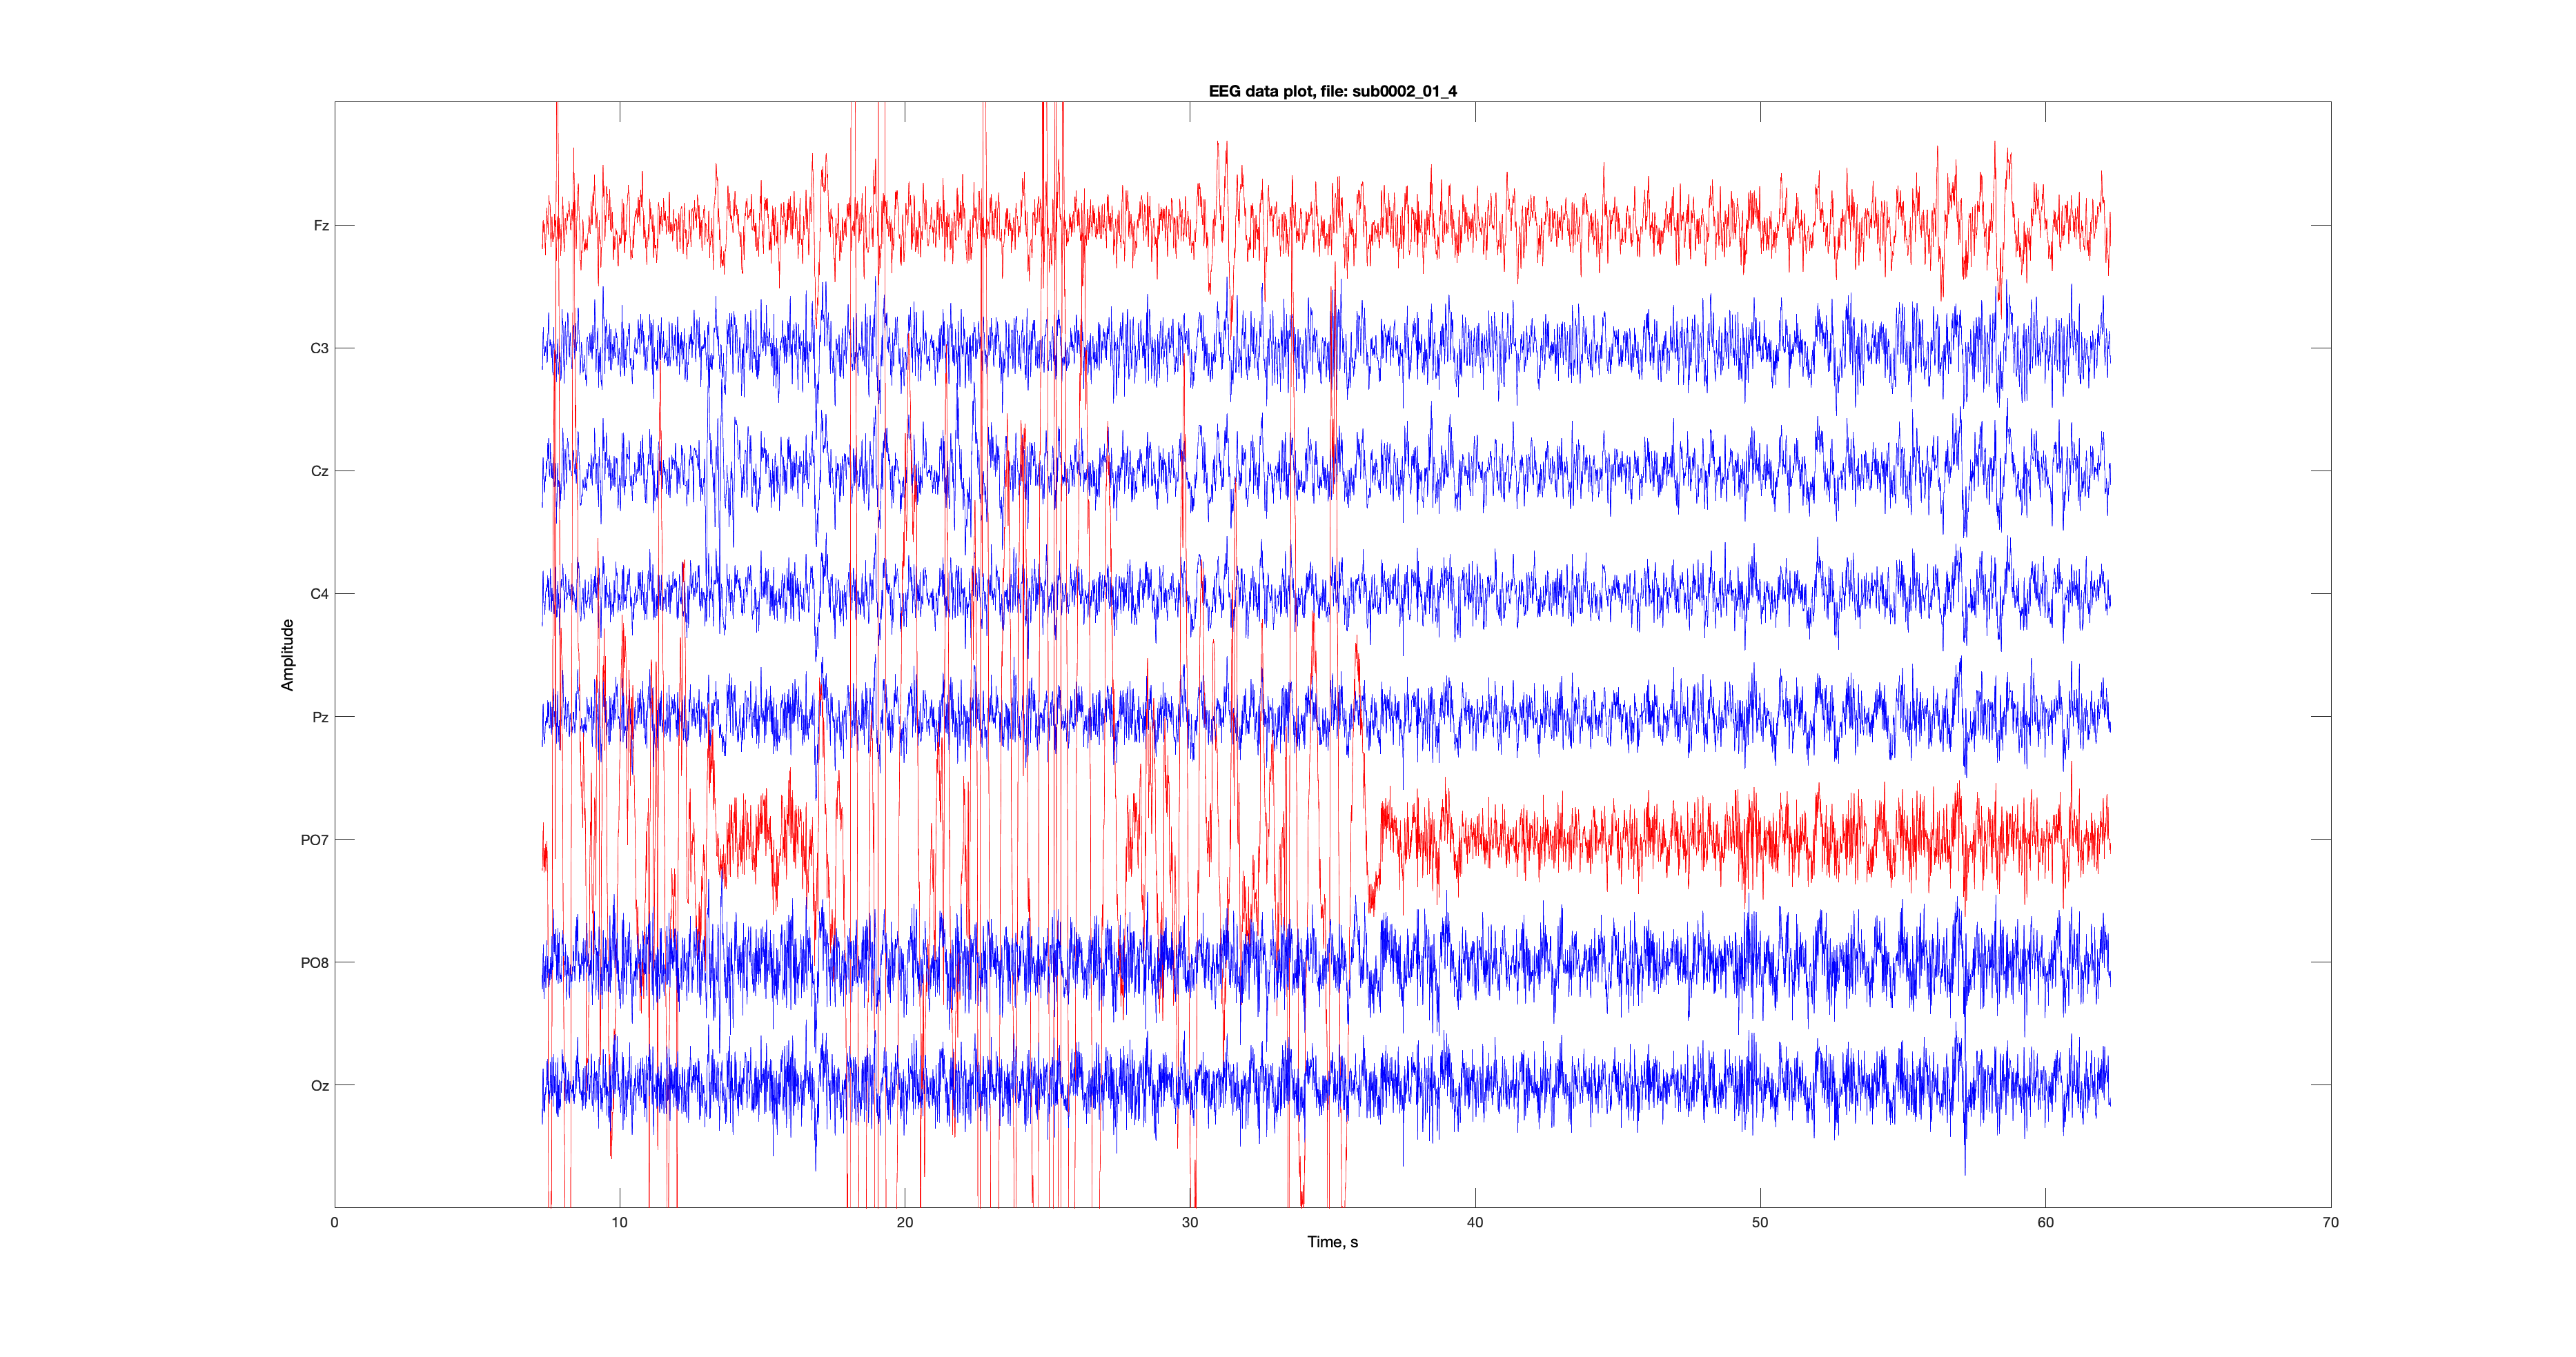 EEG data plot, file: sub0002_01_4
Fz
C3
Cz
C4
Pz
PO7
PO8
Oz
Amplitude
0 10 20 30 40 50 60 70
Time, s